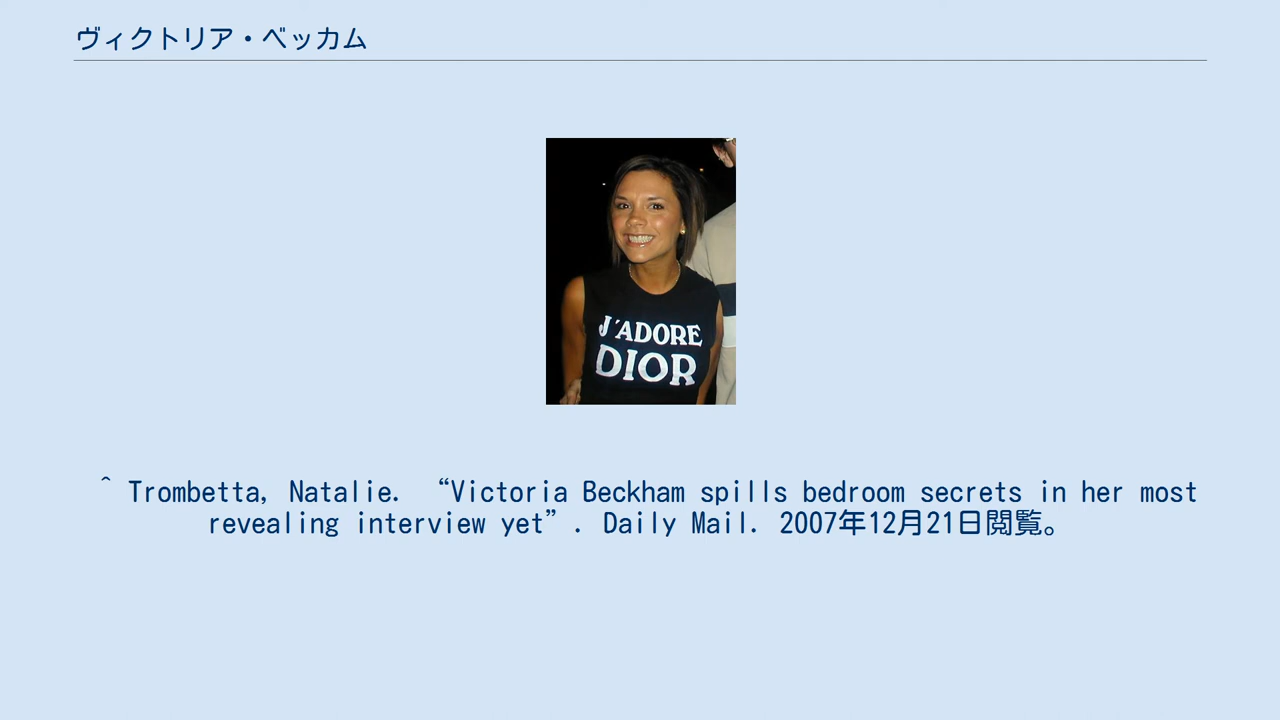 ヴィクトリア・ベッカム
J'ADORE
DIOR
^ Trombetta, Natalie. “Victoria Beckham spills bedroom secrets in her most
revealing interview yet”. Daily Mail. 2007年12月21日閲覧。